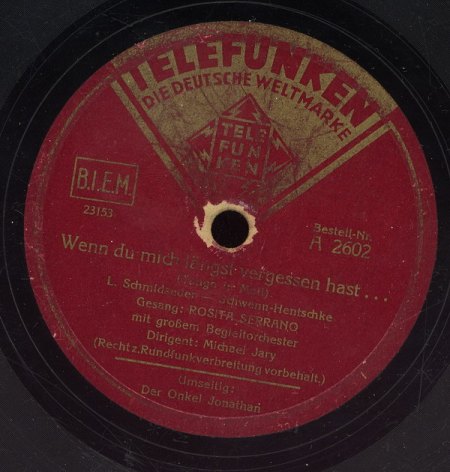 TELEFUNKEN
DIE DEUTSCHE WELTMARKE
TELE
FUN
KEN
B.I.E.M.
23153
Bestell-Nr.
A 2602
Wenn du mich längst vergessen hast ...
L. Schmidseder - Schwenn-Hentschke
Gesang: ROSITA SERRANO
mit großem Begleitorchester
Dirigent: Michael Jary
(Recht z. Rundfunkverbreitung vorbehalt.)
Umseitig:
Der Onkel Jonathan